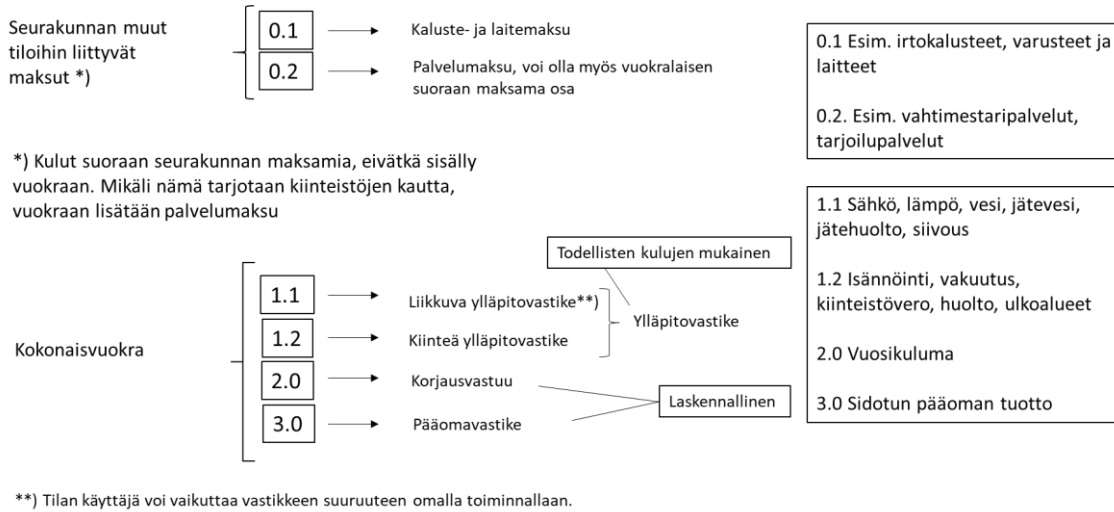 Seurakunnan muut
tiloihin liittyvät
maksut *)
0.1
Kaluste- ja laitemaksu
0.2
Palvelumaksu, voi olla myös vuokralaisen
suoraan maksama osa
0.1 Esim. irtokalusteet, varusteet ja
laitteet
0.2. Esim. vahtimestaripalvelut,
tarjoilupalvelut
*) Kulut suoraan seurakunnan maksamia, eivätkä sisälly
vuokraan. Mikäli nämä tarjotaan kiinteistöjen kautta,
vuokraan lisätään palvelumaksu
Kokonaisvuokra
1.1
Liikkuva ylläpitovastike**)
1.2
Kiinteä ylläpitovastike
2.0
Korjausvastuu
3.0
Pääomavastike
Todellisten kulujen mukainen
Ylläpitovastike
Laskennallinen
1.1 Sähkö, lämpö, vesi, jätevesi,
jätehuolto, siivous
1.2 Isännöinti, vakuutus,
kiinteistövero, huolto, ulkoalueet
2.0 Vuosikuluma
3.0 Sidotun pääoman tuotto
**) Tilan käyttäjä voi vaikuttaa vastikkeen suuruuteen omalla toiminnallaan.